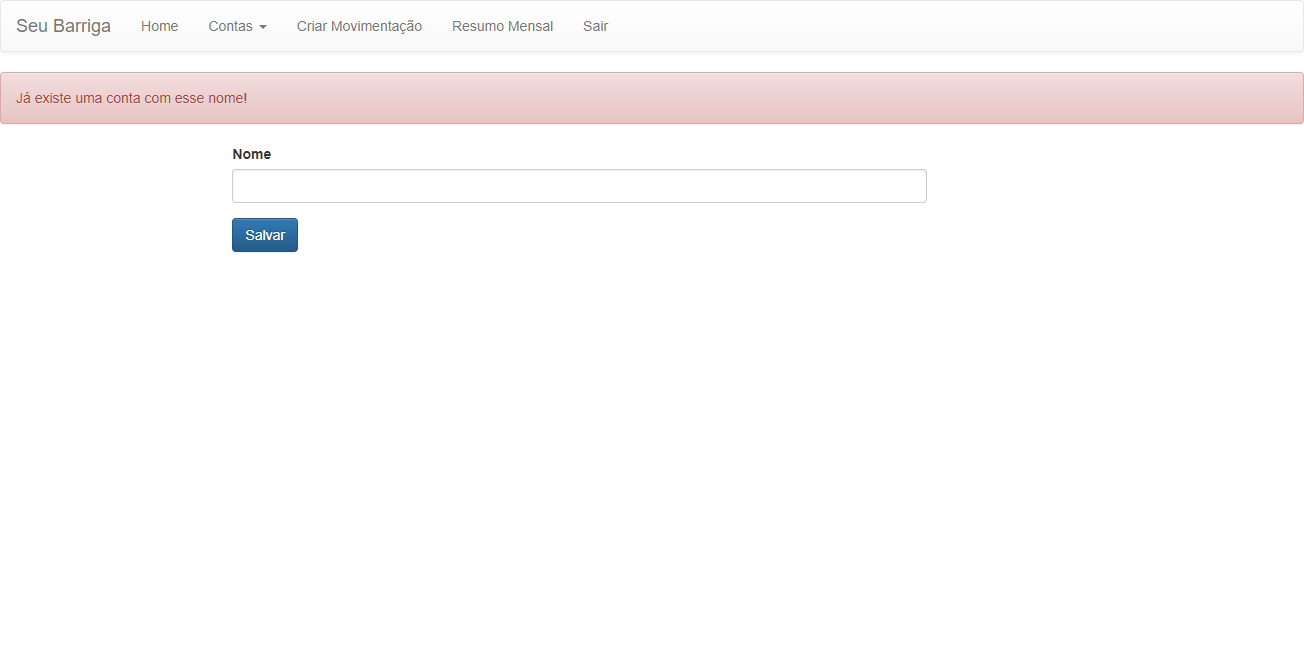 Seu Barriga Home Contas Criar Movimentação Resumo Mensal Sair
Já existe uma conta com esse nome!
Nome
Salvar